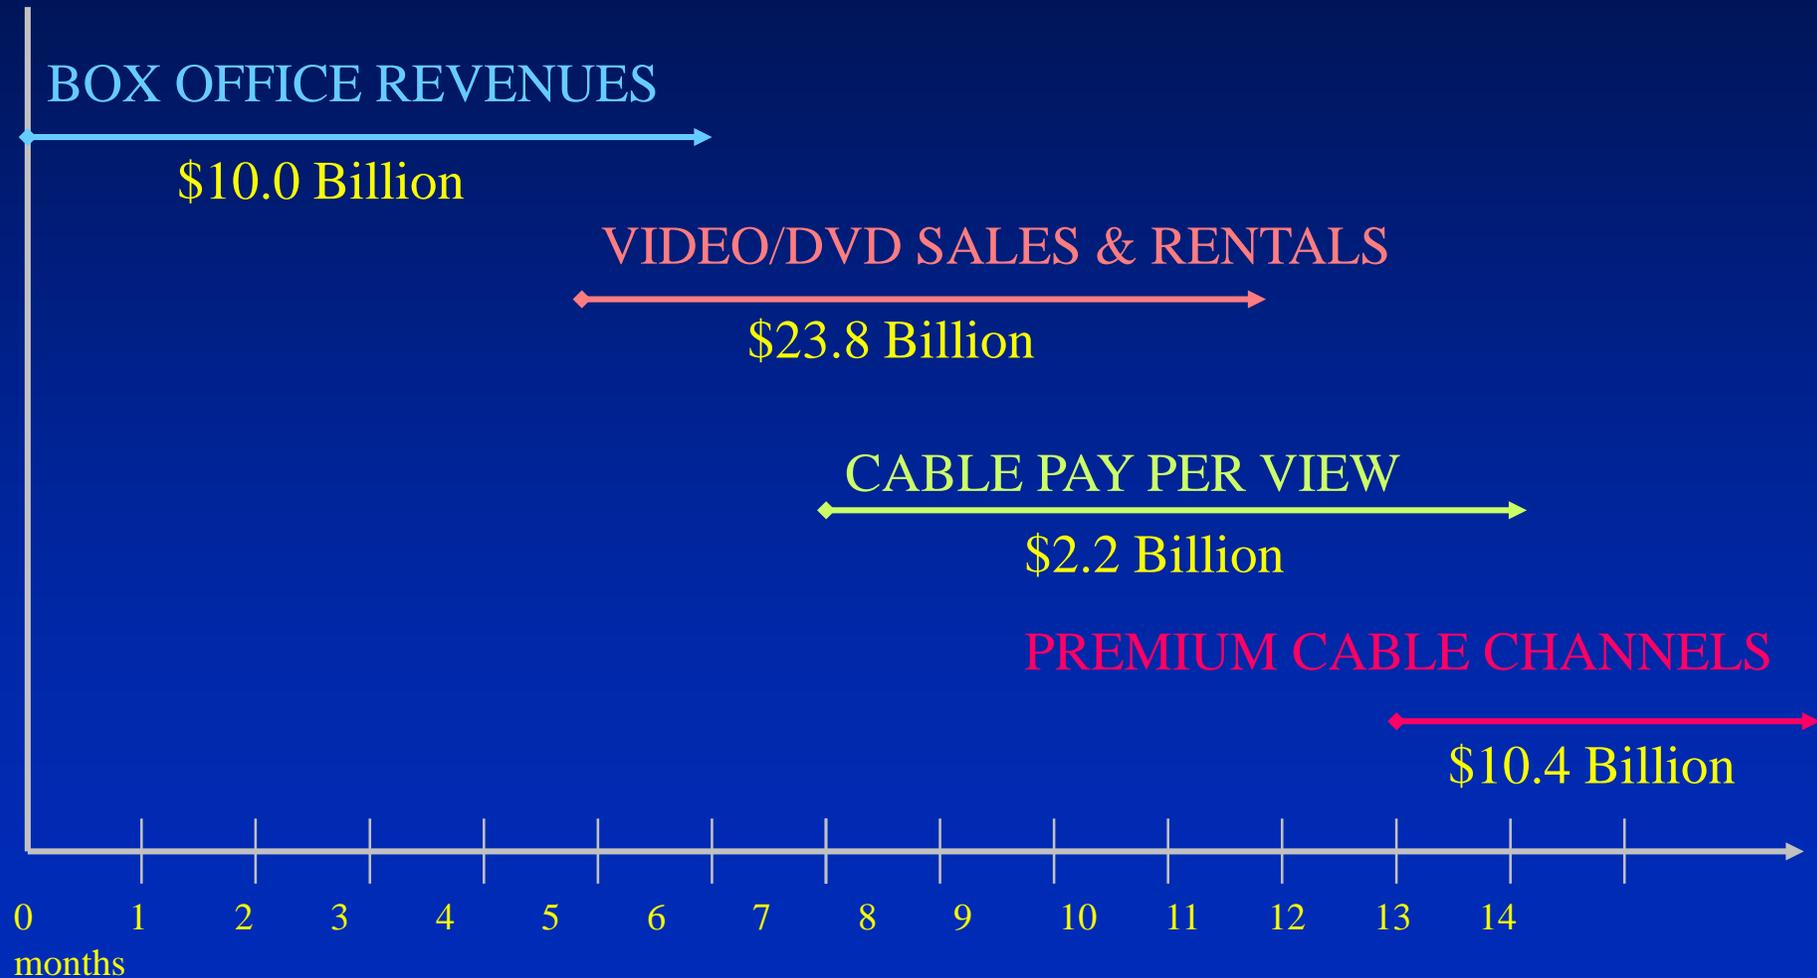 BOX OFFICE REVENUES
$10.0 Billion
VIDEO/DVD SALES & RENTALS
$23.8 Billion
CABLE PAY PER VIEW
$2.2 Billion
PREMIUM CABLE CHANNELS
$10.4 Billion
0 1 2 3 4 5 6 7 8 9 10 11 12 13 14
months